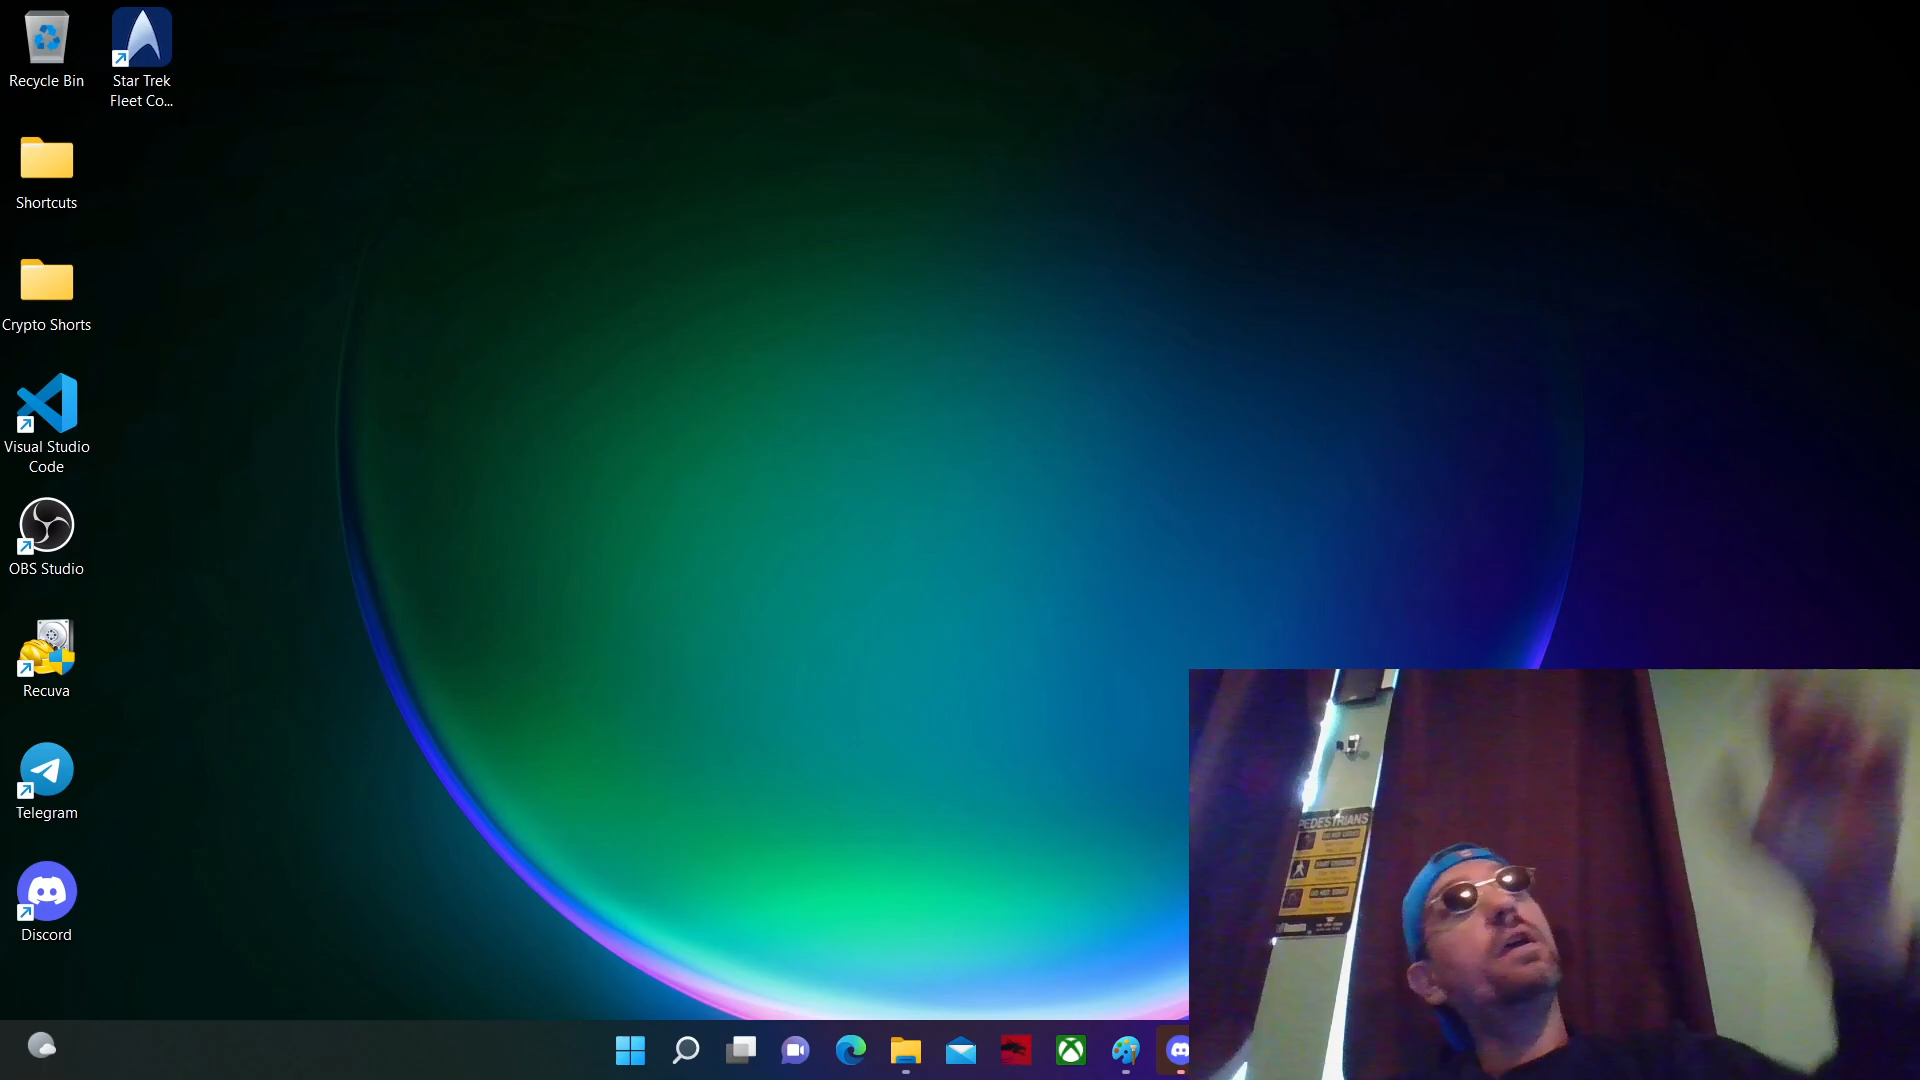 Recycle Bin
Star Trek
Fleet Co...
Shortcuts
Crypto Shorts
Visual Studio
Code
OBS Studio
Recuva
Telegram
Discord
PEDESTRIANS